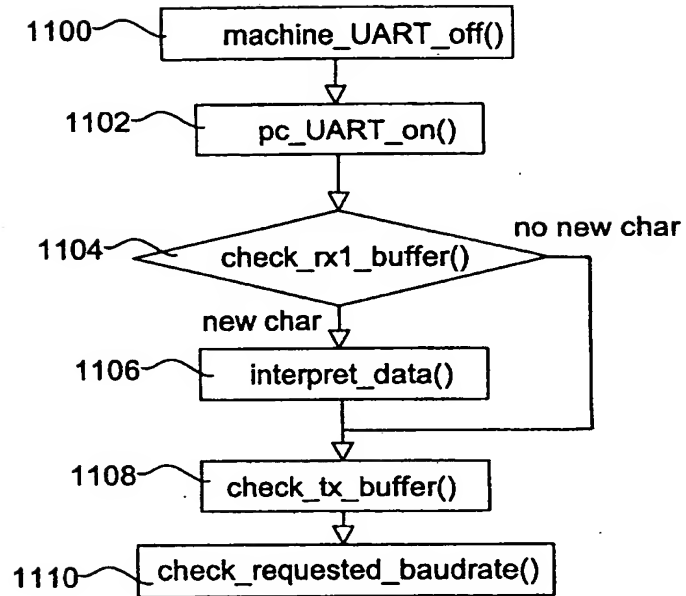 1100 machine_UART_off()
1102 pc_UART_on()
no new char
1104 check_rx1_buffer()
new char
1106 interpret_data()
1108 check_tx_buffer()
1110 check_requested_baudrate()